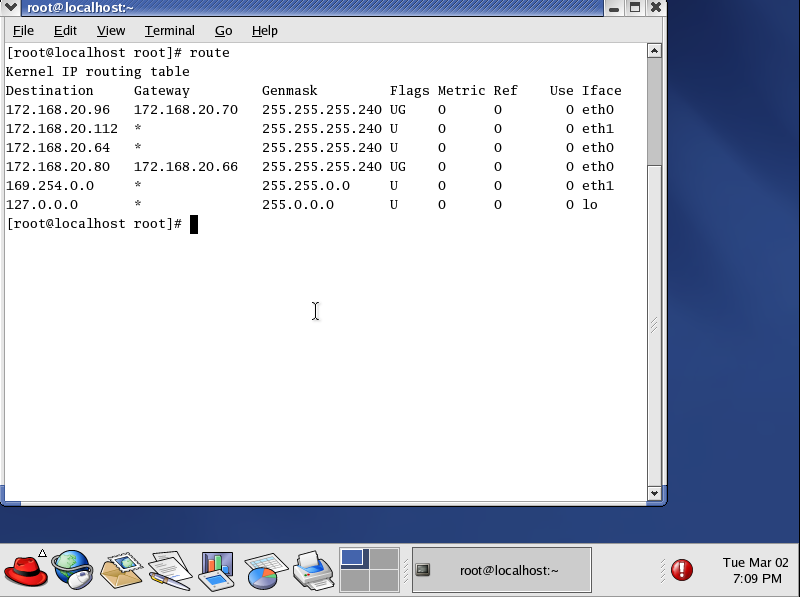 root@localhost:~
File Edit View Terminal Go Help
[root@localhost root]# route
Kernel IP routing table
Destination Gateway Genmask Flags Metric Ref Use Iface
172.168.20.96 172.168.20.70 255.255.255.240 UG 0 0 0 eth0
172.168.20.112 * 255.255.255.240 U 0 0 0 eth1
172.168.20.64 * 255.255.255.240 U 0 0 0 eth0
172.168.20.80 172.168.20.66 255.255.255.240 UG 0 0 0 eth0
169.254.0.0 * 255.255.0.0 U 0 0 0 eth1
127.0.0.0 * 255.0.0.0 U 0 0 0 lo
[root@localhost root]#
root@localhost:~
Tue Mar 02
7:09 PM